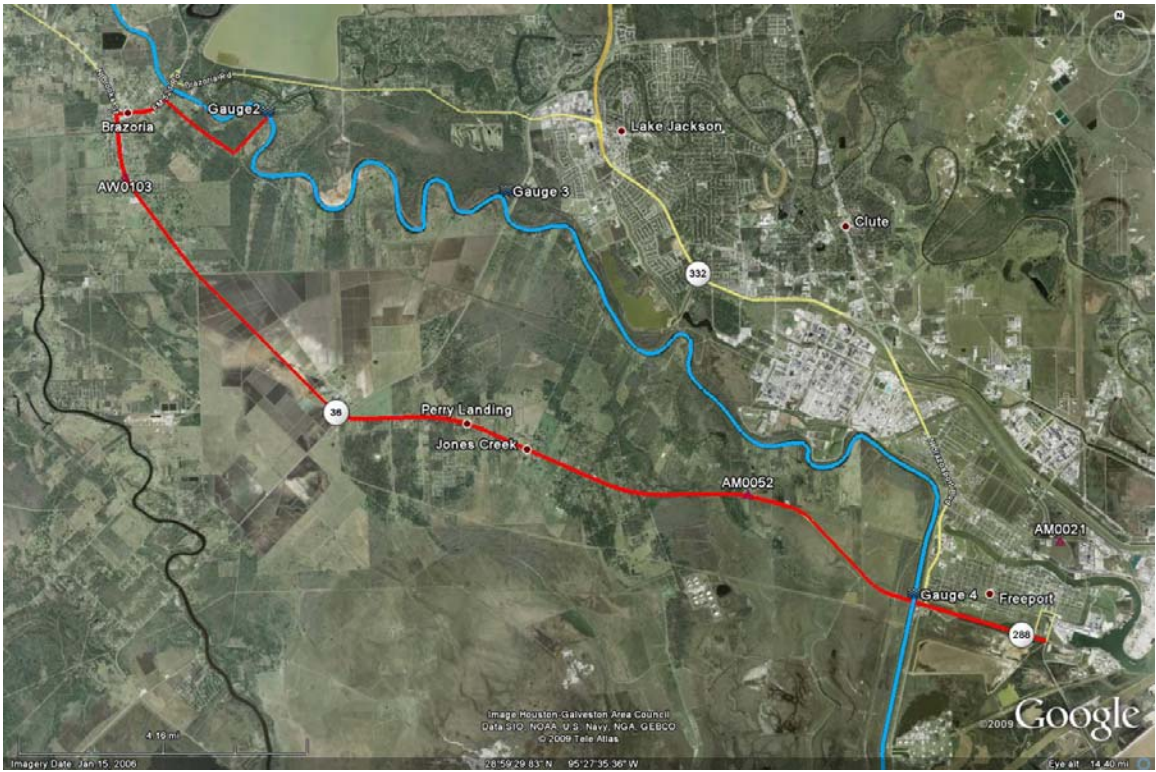 N
Brazoria Rd
Gauge2
Brazoria
Lake Jackson
AW0103
Gauge 3
Clute
332
36
Perry Landing
Jones Creek
AM0052
AM0021
Gauge 4
Freeport
288
Image Houston-Galveston Area Council
Data SIO, NOAA, U.S. Navy, NGA, GEBCO
© 2009 Tele Atlas
©2009 Google
4.16 mi
Imagery Date: Jan 15, 2006
28°59'29.83" N 95°27'35.36" W
Eye alt 14.40 mi